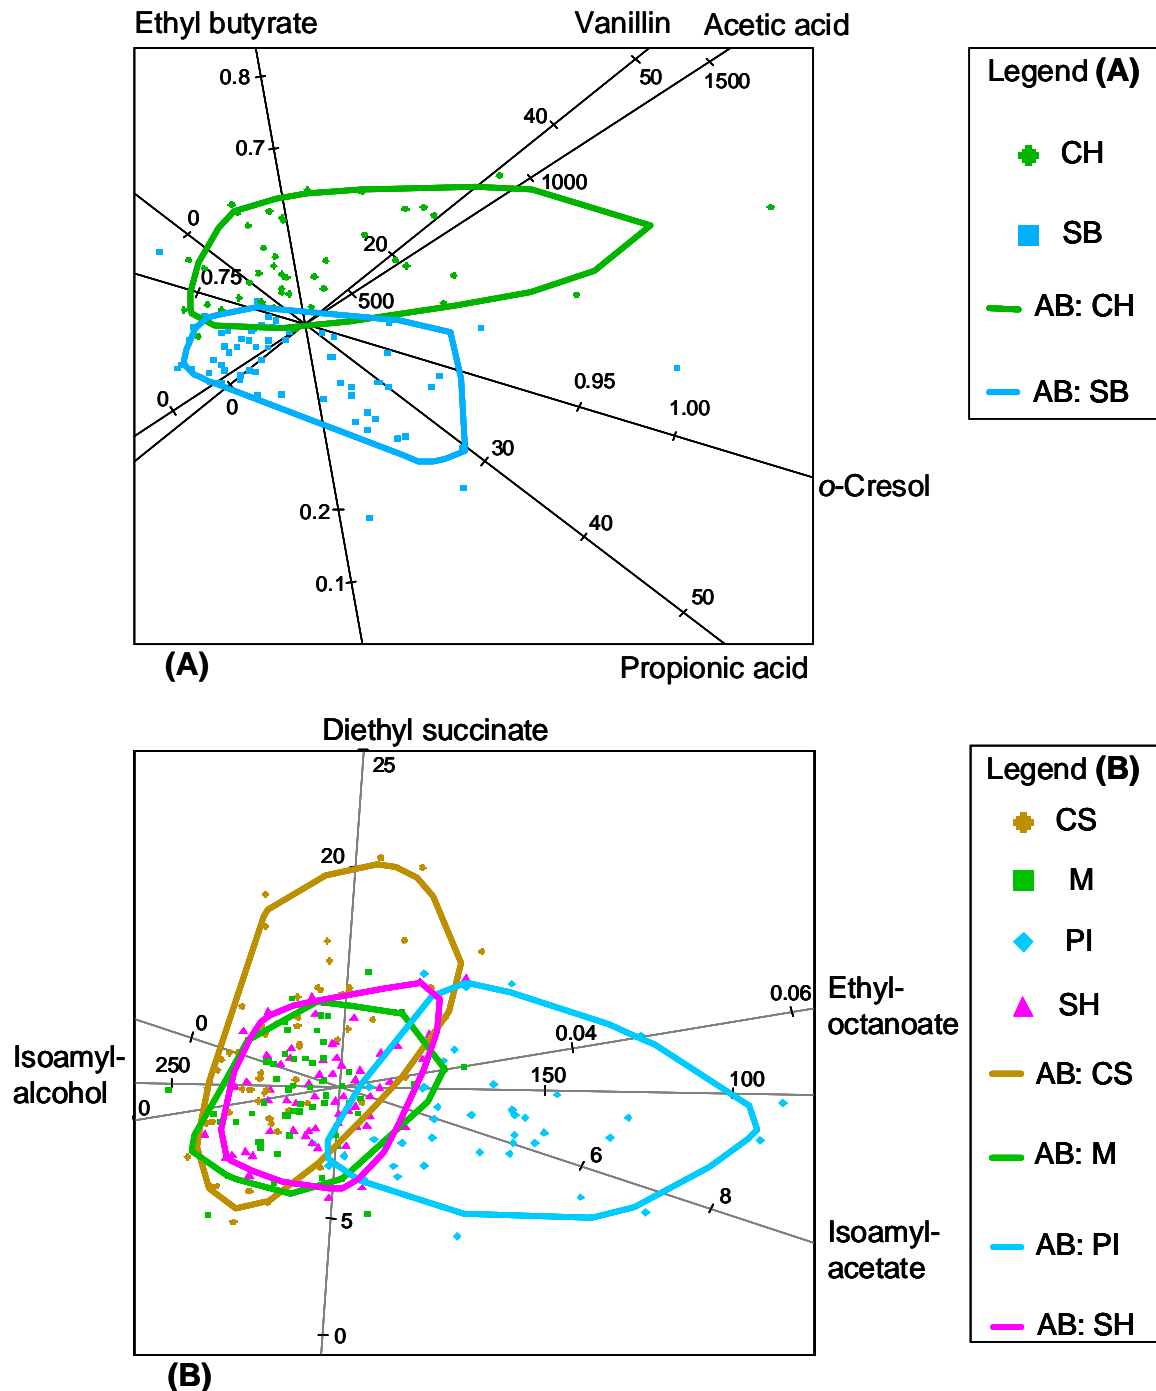 Ethyl butyrate Vanillin Acetic acid
0.8 50 1500
40
0.7
1000
0 20
0.75 500
0 0 0.95
1.00
30
o-Cresol
0.2 40
0.1 50
(A) Propionic acid
Legend (A)
CH
SB
AB: CH
AB: SB
Diethyl succinate
25
20
0.06 Ethyl-
octanoate
0 0.04
Isoamyl-
alcohol
250 150 100
0
6
8
5
Isoamyl-
acetate
0
(B)
Legend (B)
CS
M
PI
SH
AB: CS
AB: M
AB: PI
AB: SH